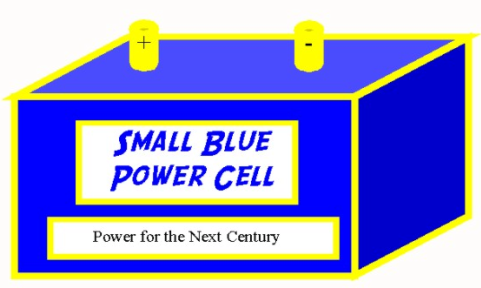 + -
SMALL BLUE
POWER CELL
Power for the Next Century